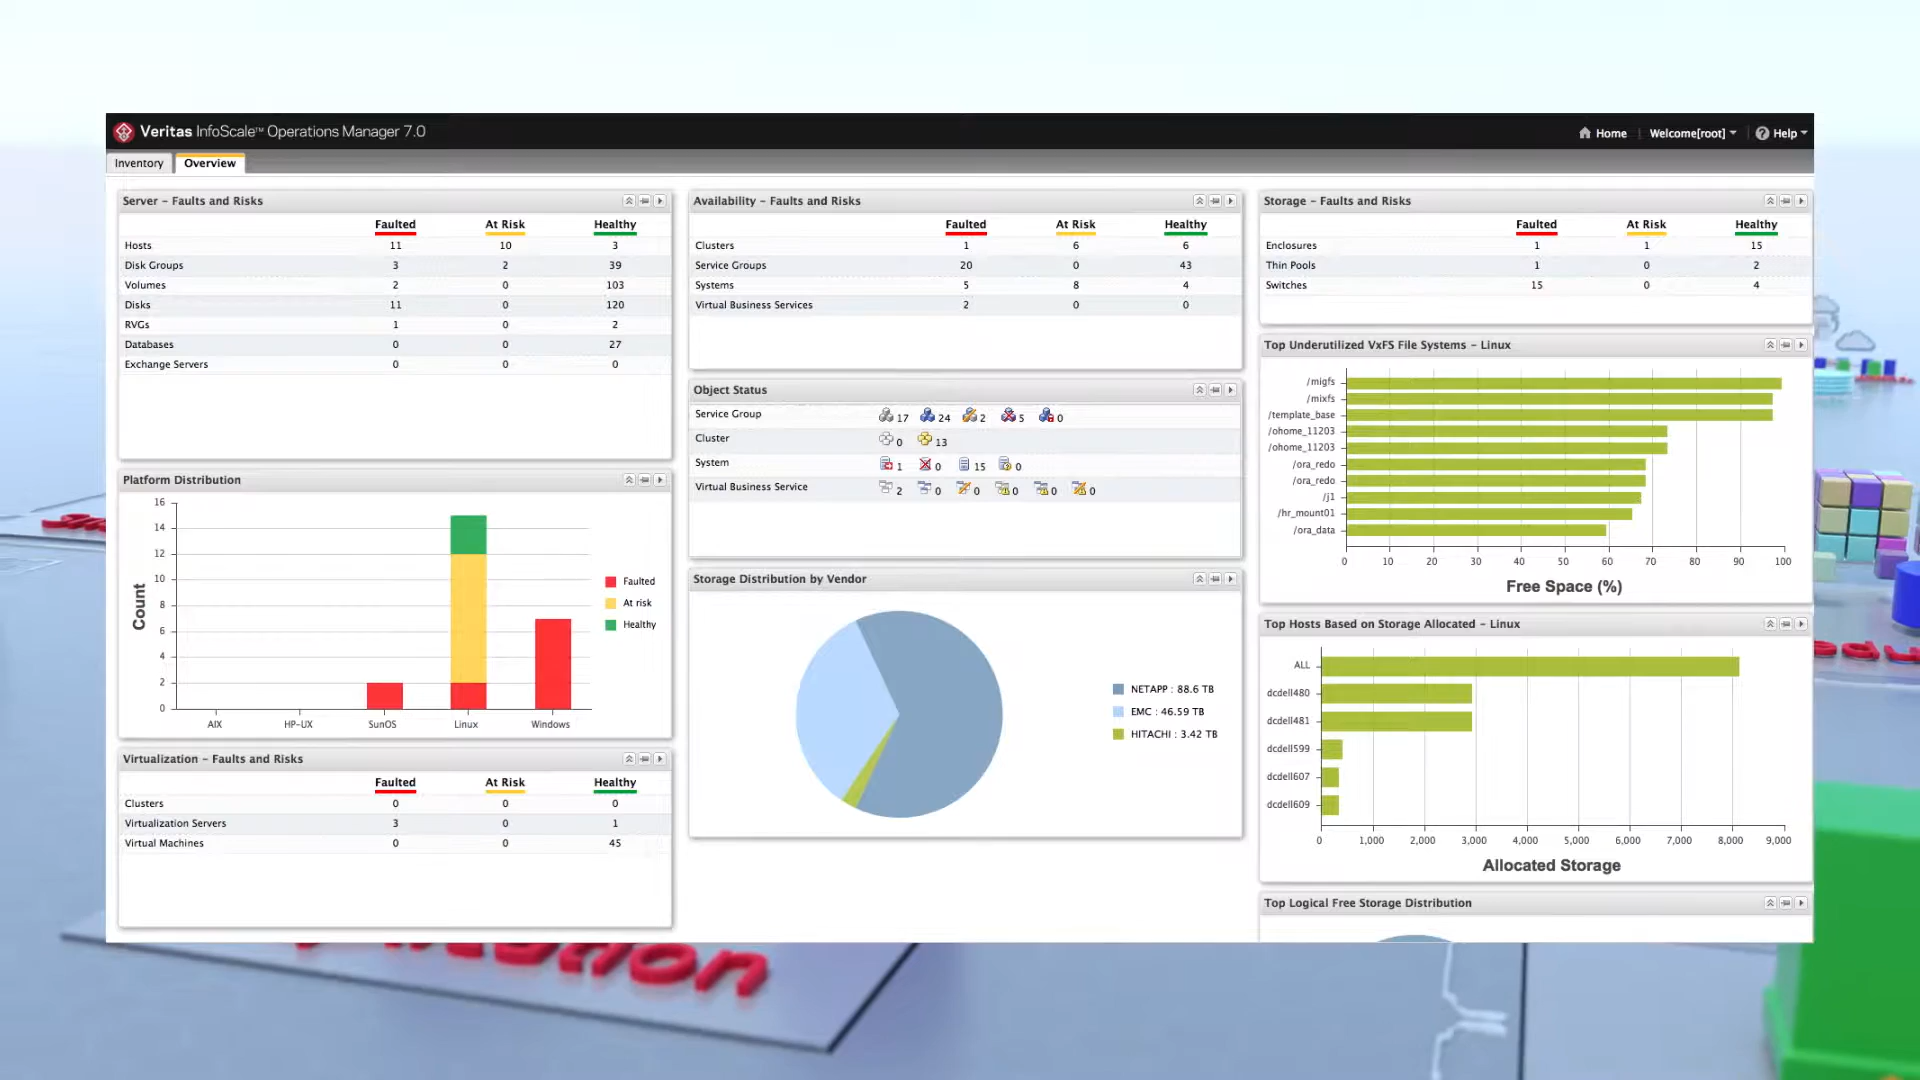 Veritas InfoScale™ Operations Manager 7.0
Home
Welcome[root]
Help
Inventory
Overview
Server - Faults and Risks
Faulted At Risk Healthy
Hosts 11 10 3
Disk Groups 3 2 39
Volumes 2 0 103
Disks 11 0 120
RVGs 1 0 2
Databases 0 0 27
Exchange Servers 0 0 0
Platform Distribution
16
14
12
10
8
6
4
2
0
Count
AIX HP-UX SunOS Linux Windows
Faulted
At risk
Healthy
Virtualization - Faults and Risks
Faulted At Risk Healthy
Clusters 0 0 0
Virtualization Servers 3 0 1
Virtual Machines 0 0 45
Availability - Faults and Risks
Faulted At Risk Healthy
Clusters 1 6 6
Service Groups 20 0 43
Systems 5 8 4
Virtual Business Services 2 0 0
Object Status
Service Group 17 24 2 5 0
Cluster 0 13
System 1 0 15 0
Virtual Business Service 2 0 0 0 0 0
Storage Distribution by Vendor
NETAPP : 88.6 TB
EMC : 46.59 TB
HITACHI : 3.42 TB
Storage - Faults and Risks
Faulted At Risk Healthy
Enclosures 1 1 15
Thin Pools 1 0 2
Switches 15 0 4
Top Underutilized VxFS File Systems - Linux
/migfs
/mixfs
/template_base
/ohome_11203
/ohome_11203
/ora_redo
/ora_redo
/j1
/hr_mount01
/ora_data
0 10 20 30 40 50 60 70 80 90 100
Free Space (%)
Top Hosts Based on Storage Allocated - Linux
ALL
dcdell480
dcdell481
dcdell599
dcdell607
dcdell609
0 1,000 2,000 3,000 4,000 5,000 6,000 7,000 8,000 9,000
Allocated Storage
Top Logical Free Storage Distribution